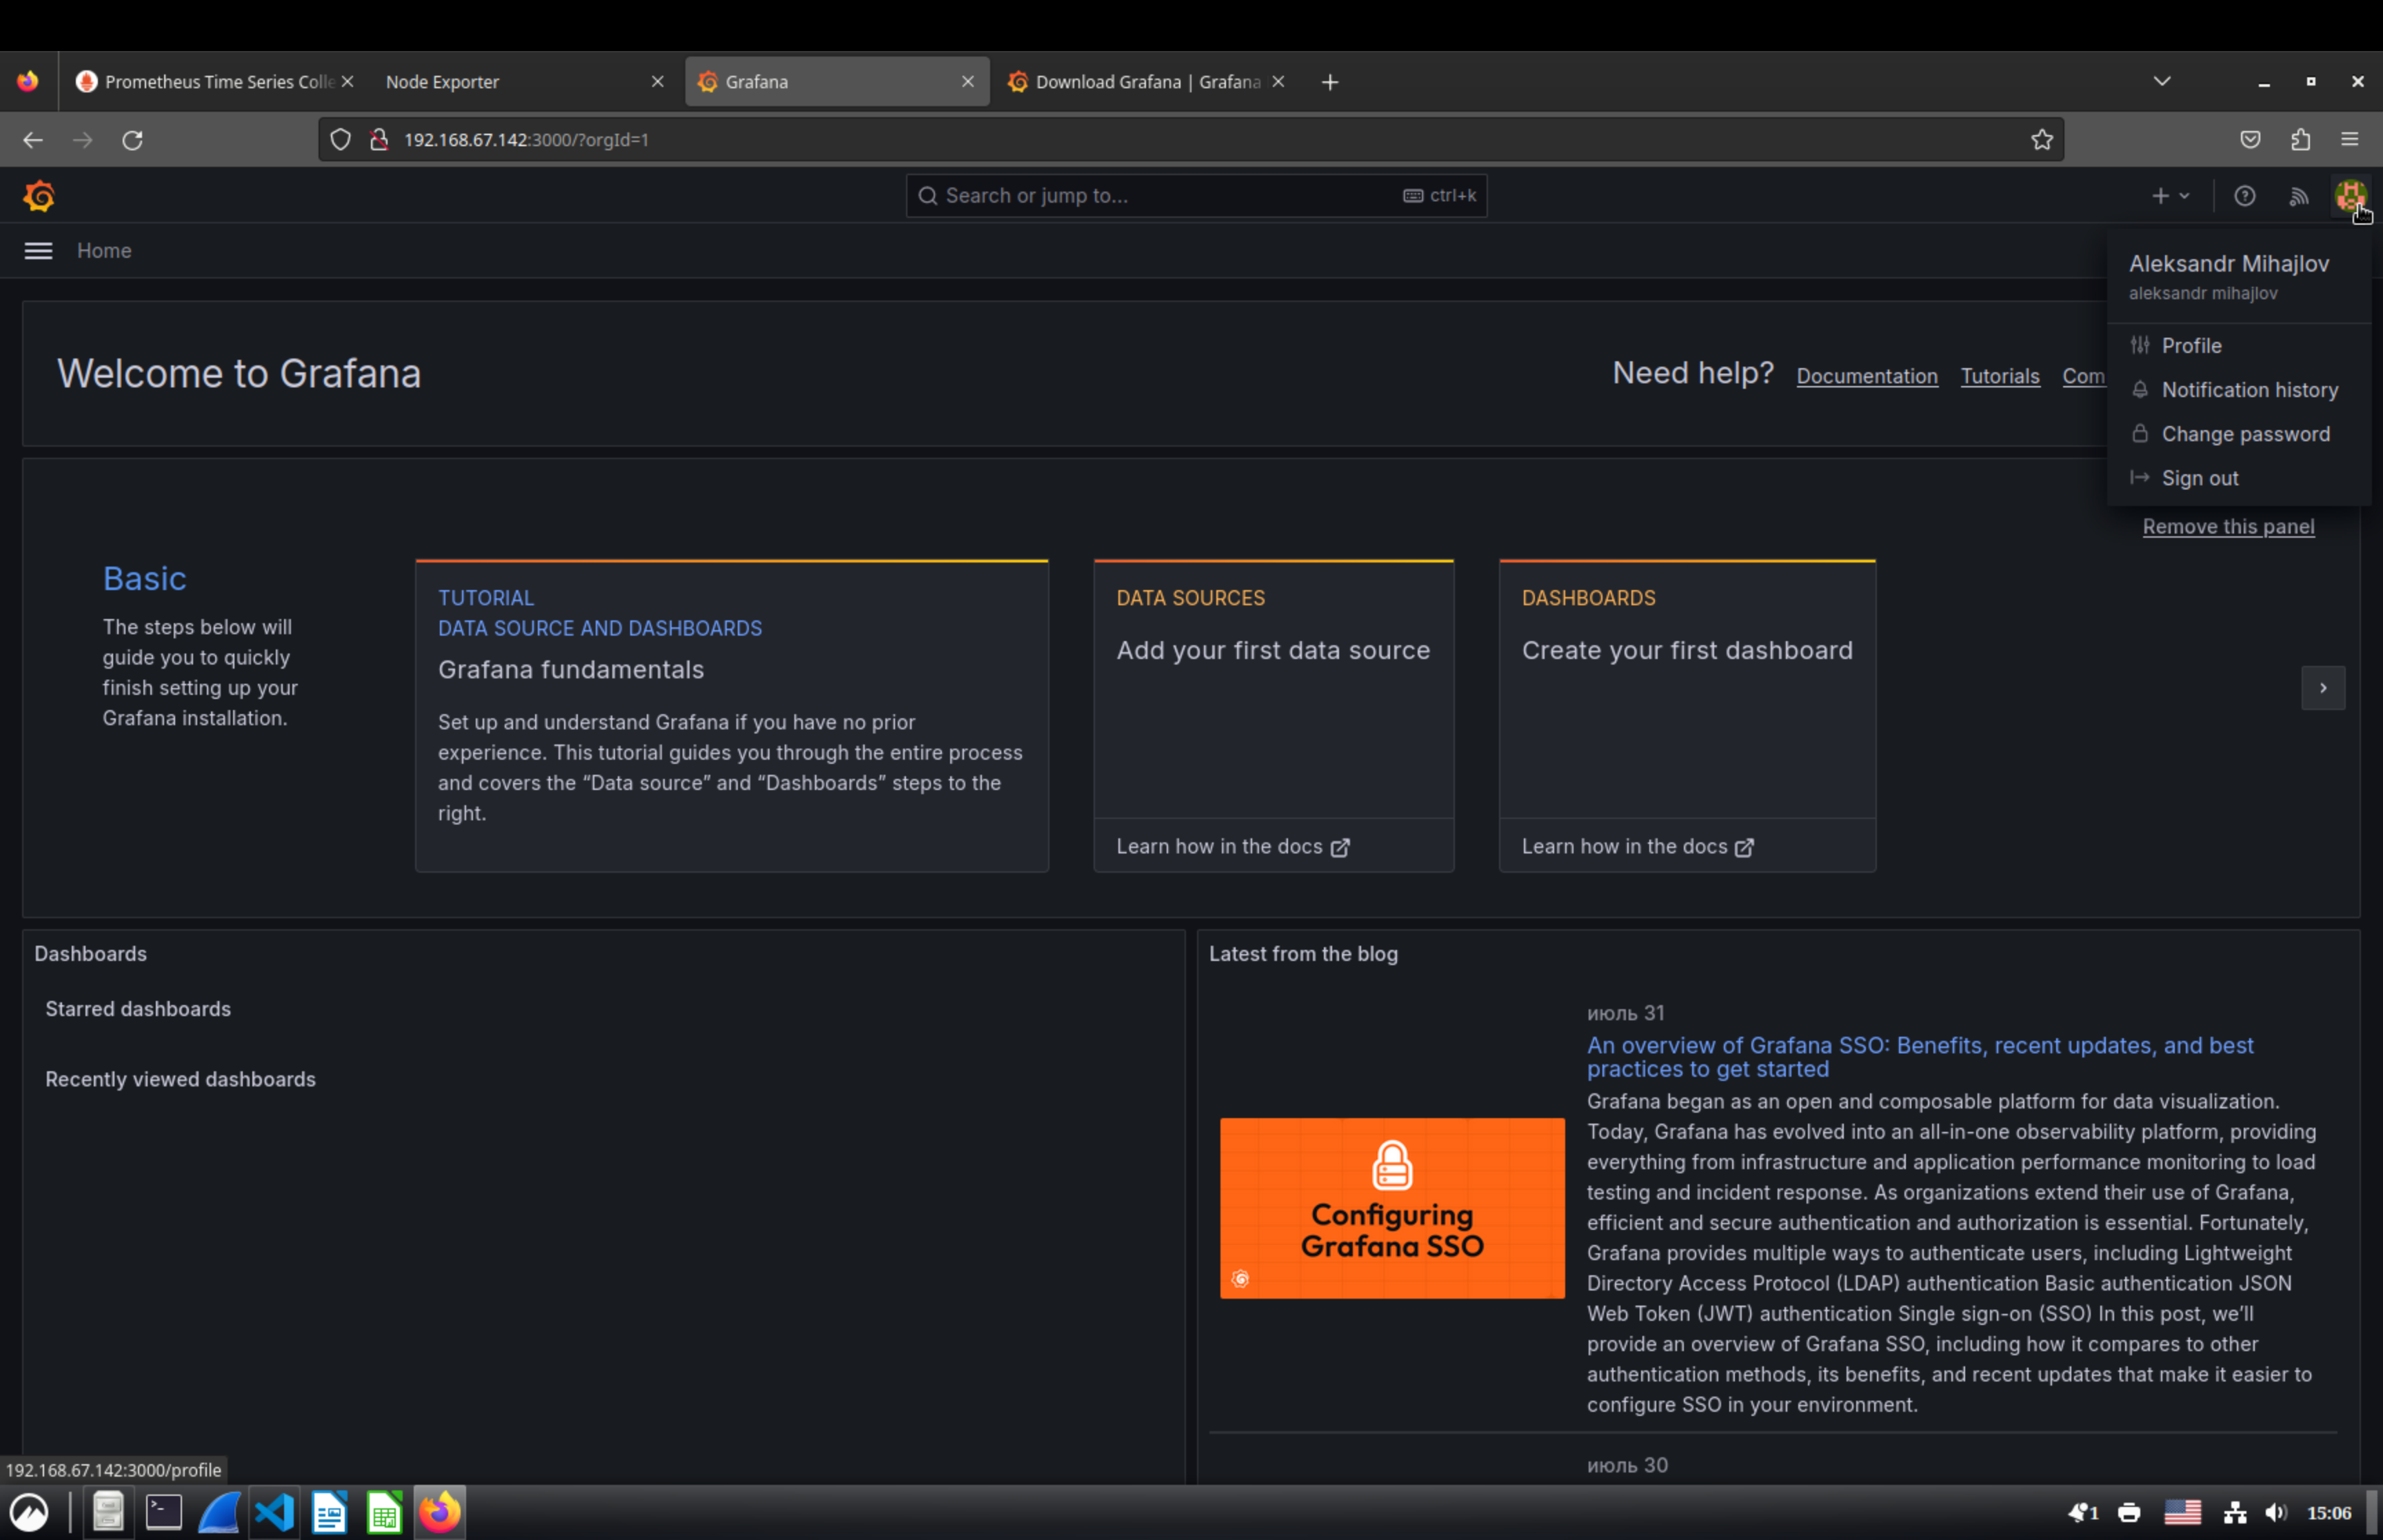 Prometheus Time Series Colle
Node Exporter
Grafana
Download Grafana | Grafana
192.168.67.142:3000/?orgId=1
Search or jump to...
ctrl+k
Home
Aleksandr Mihajlov
aleksandr mihajlov
Profile
Notification history
Change password
Sign out
Welcome to Grafana
Need help?
Documentation
Tutorials
Com
Remove this panel
Basic
The steps below will
guide you to quickly
finish setting up your
Grafana installation.
TUTORIAL
DATA SOURCE AND DASHBOARDS
Grafana fundamentals
Set up and understand Grafana if you have no prior
experience. This tutorial guides you through the entire process
and covers the “Data source” and “Dashboards” steps to the
right.
DATA SOURCES
Add your first data source
Learn how in the docs
DASHBOARDS
Create your first dashboard
Learn how in the docs
Dashboards
Starred dashboards
Recently viewed dashboards
Latest from the blog
Configuring
Grafana SSO
июль 31
An overview of Grafana SSO: Benefits, recent updates, and best
practices to get started
Grafana began as an open and composable platform for data visualization.
Today, Grafana has evolved into an all-in-one observability platform, providing
everything from infrastructure and application performance monitoring to load
testing and incident response. As organizations extend their use of Grafana,
efficient and secure authentication and authorization is essential. Fortunately,
Grafana provides multiple ways to authenticate users, including Lightweight
Directory Access Protocol (LDAP) authentication Basic authentication JSON
Web Token (JWT) authentication Single sign-on (SSO) In this post, we’ll
provide an overview of Grafana SSO, including how it compares to other
authentication methods, its benefits, and recent updates that make it easier to
configure SSO in your environment.
июль 30
192.168.67.142:3000/profile
1
15:06